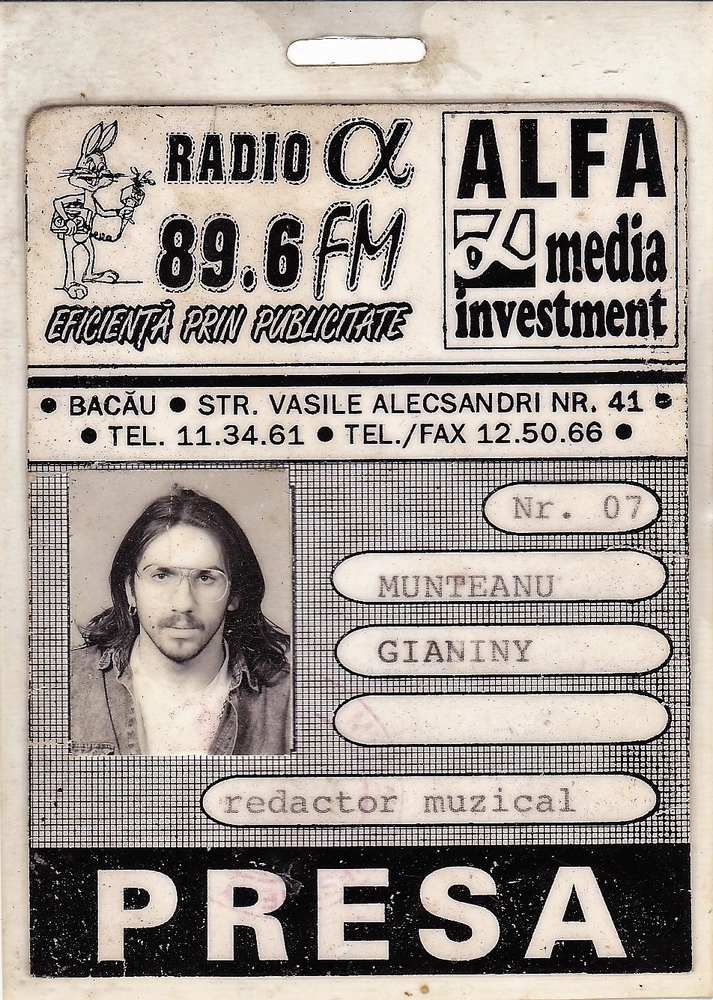 RADIO α
89.6 FM
EFICIENȚĂ PRIN PUBLICITATE
ALFA
media
investment
• BACĂU • STR. VASILE ALECSANDRI NR. 41 •
• TEL. 11.34.61 • TEL./FAX 12.50.66 •
Nr. 07
MUNTEANU
GIANINY
redactor muzical
PRESA